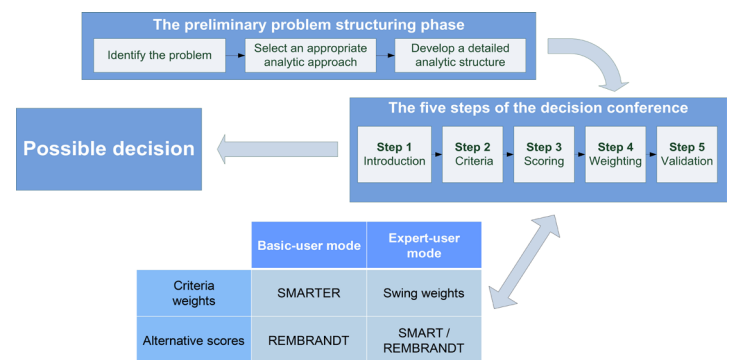 The preliminary problem structuring phase
Identify the problem
Select an appropriate
analytic approach
Develop a detailed
analytic structure
The five steps of the decision conference
Step 1
Introduction
Step 2
Criteria
Step 3
Scoring
Step 4
Weighting
Step 5
Validation
Possible decision
Basic-user mode
Expert-user
mode
Criteria
weights
SMARTER
Swing weights
Alternative scores
REMBRANDT
SMART /
REMBRANDT